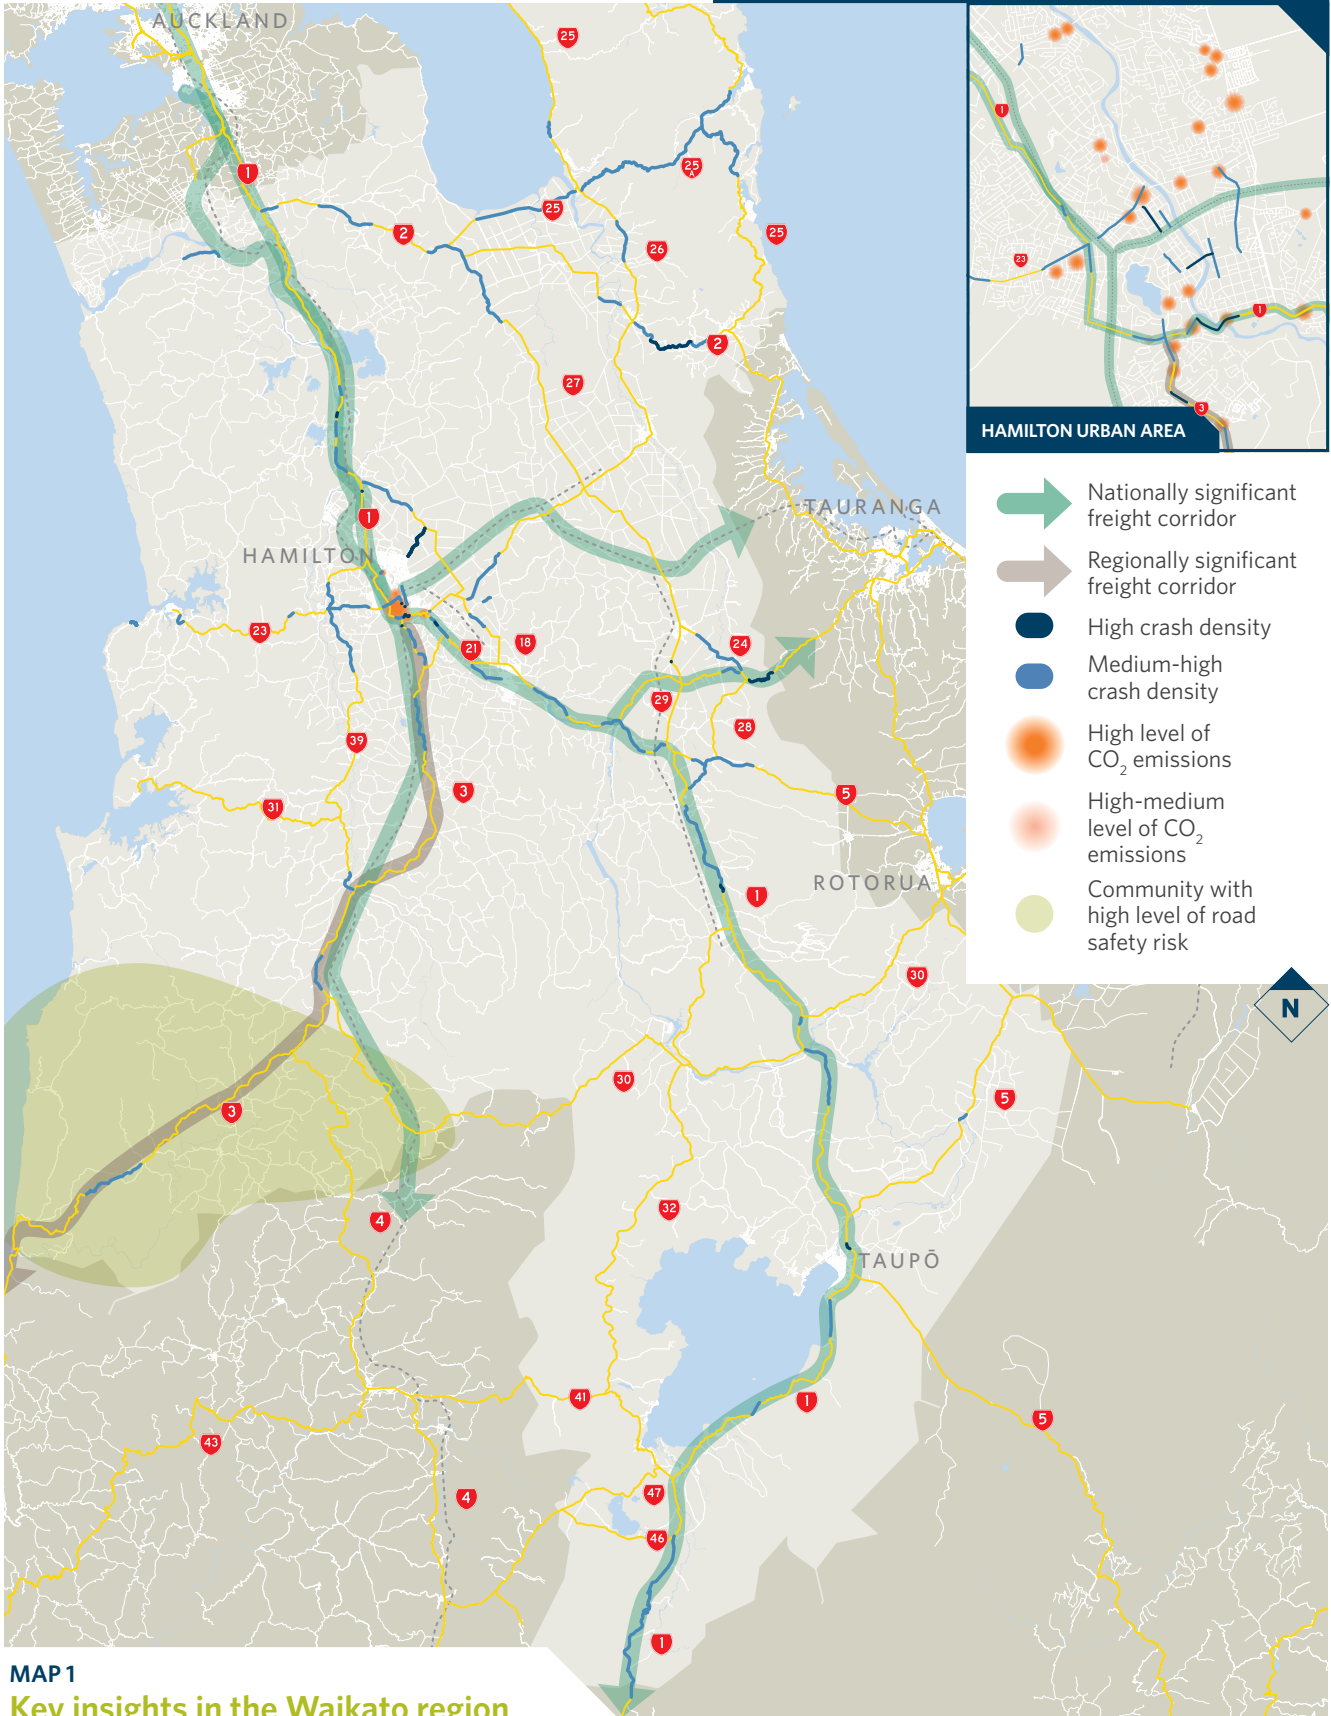 AUCKLAND
25
1
25
A
25
2
25
26
2
27
TAURANGA
1
HAMILTON
23
21
18
24
29
28
39
3
31
5
ROTORUA
1
30
30
5
3
32
4
TAUPŌ
41
1
5
43
47
4
46
1
1
23
1
3
HAMILTON URBAN AREA
Nationally significant
freight corridor
Regionally significant
freight corridor
High crash density
Medium-high
crash density
High level of
CO2 emissions
High-medium
level of CO2
emissions
Community with
high level of road
safety risk
N
MAP 1
Key insights in the Waikato region